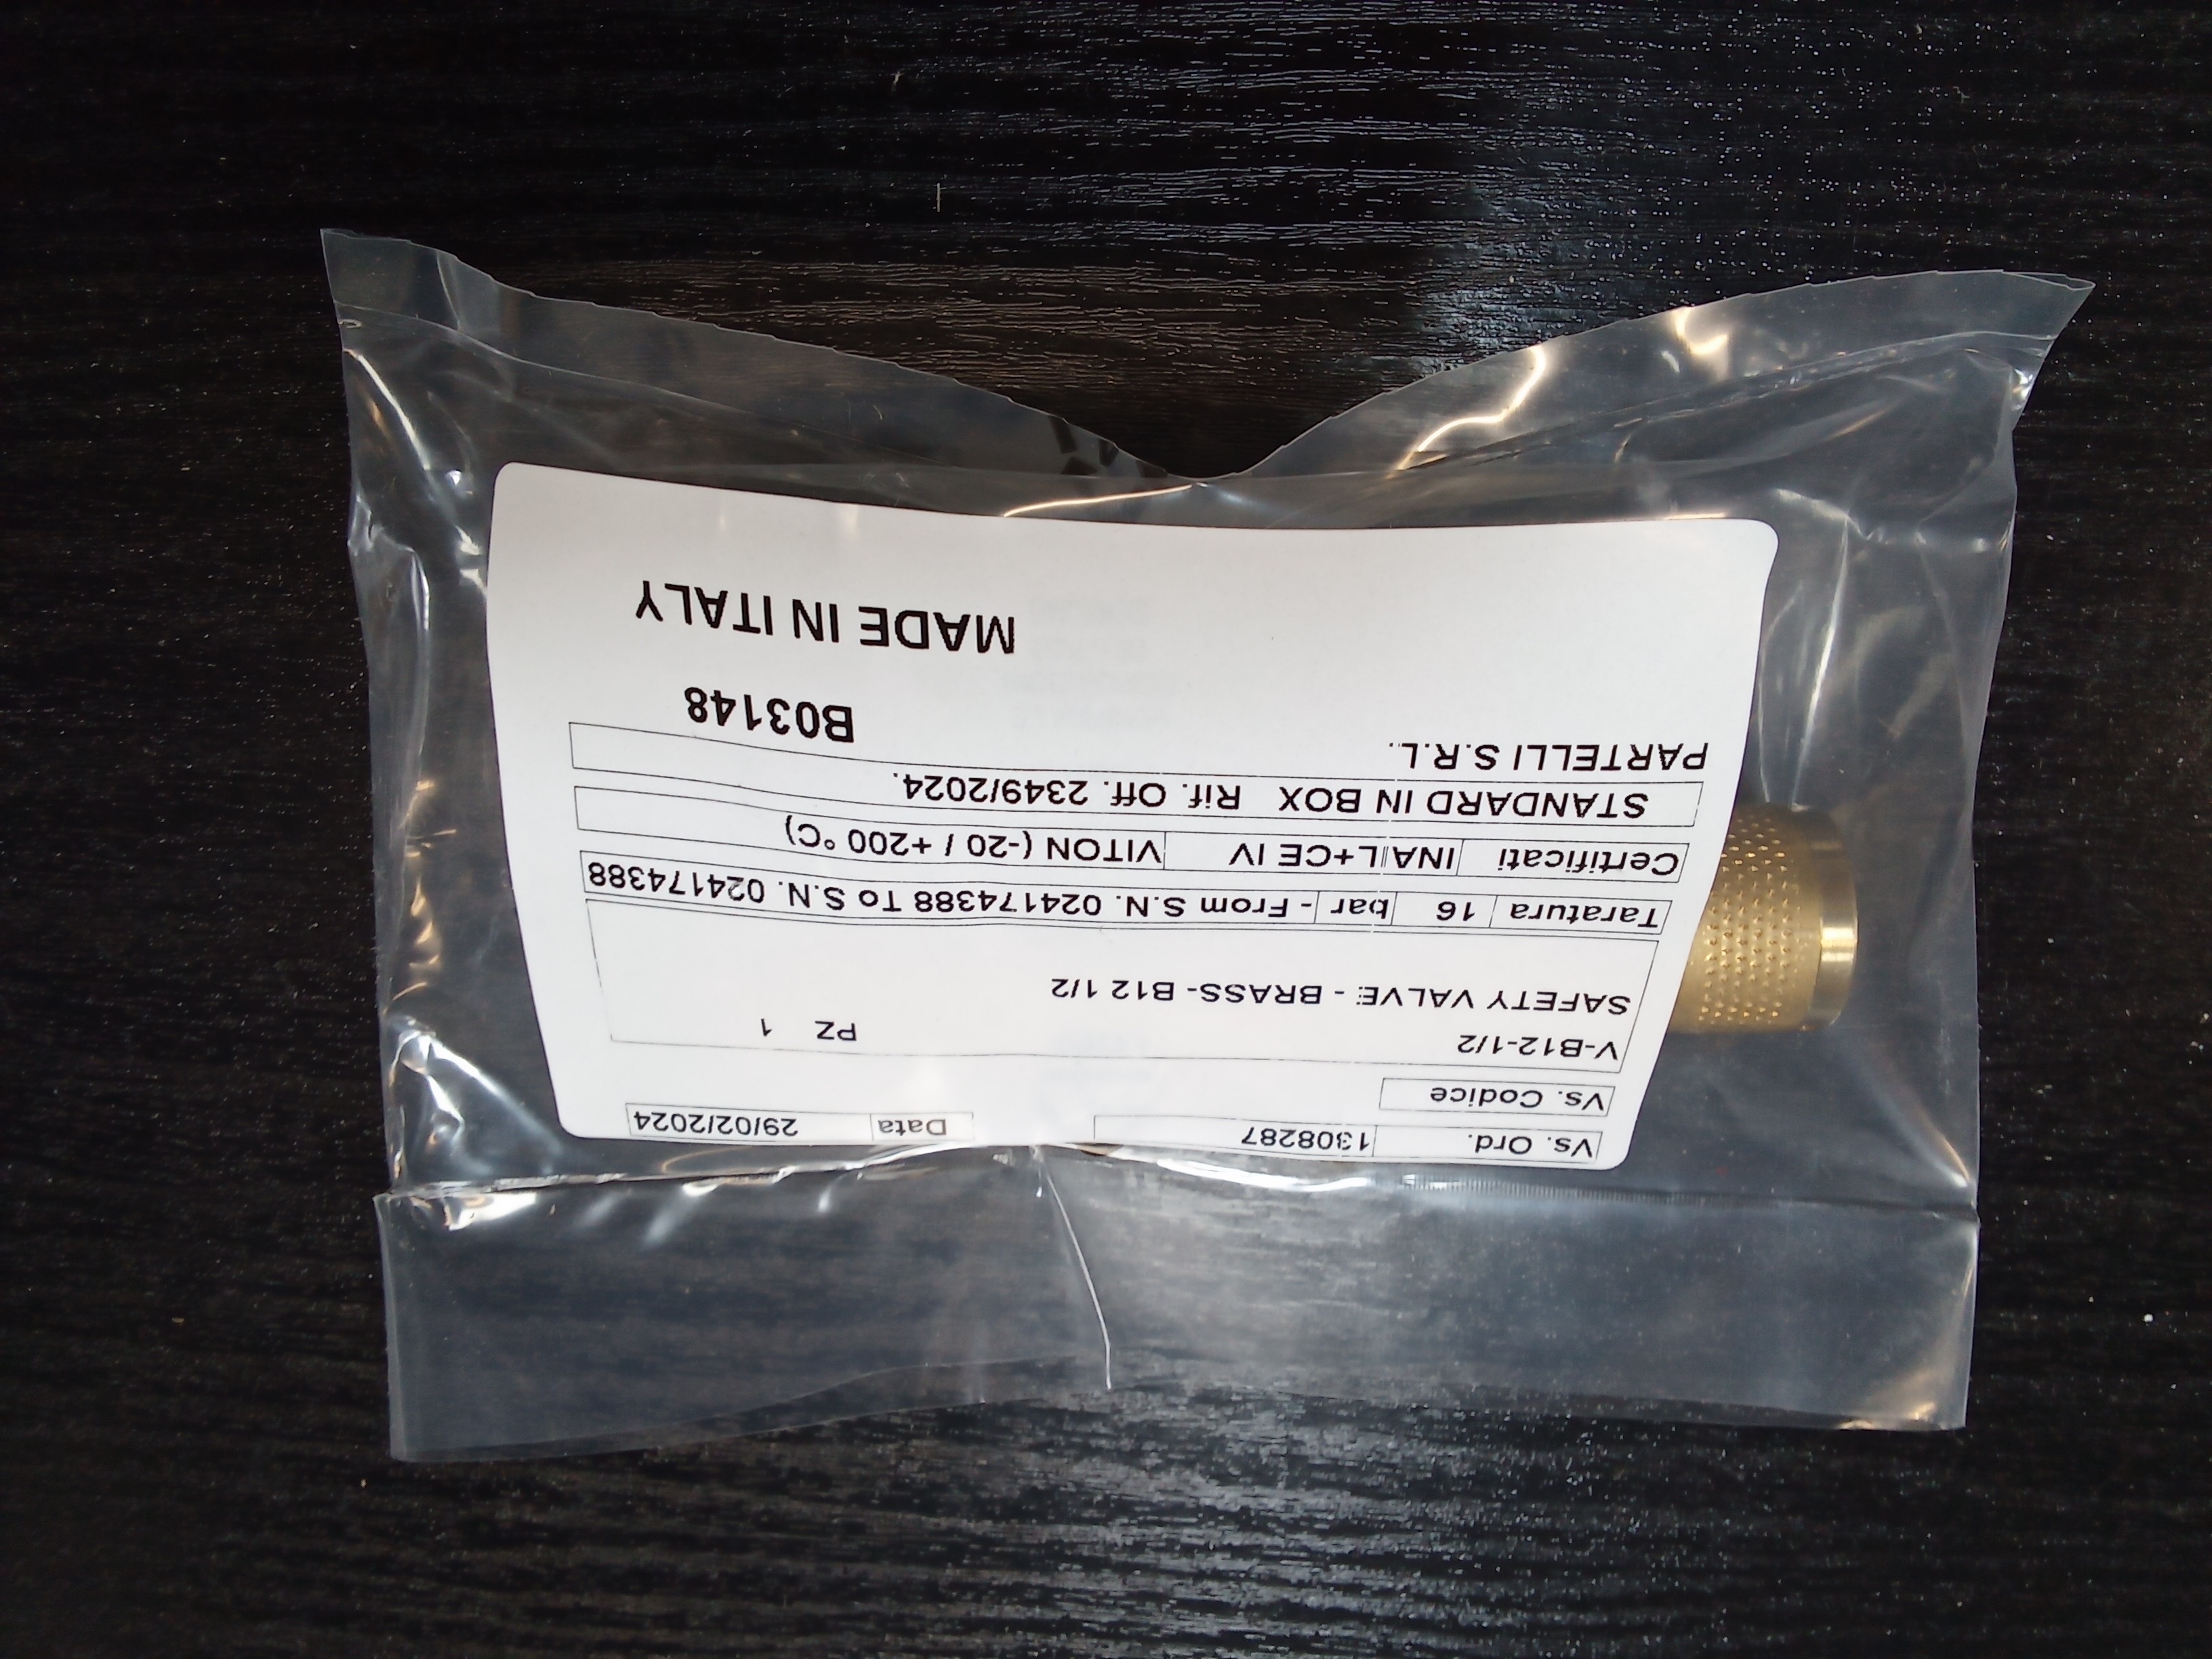 Vs. Ord. 1308287 Data 29/02/2024
Vs. Codice
V-B12-1/2 PZ 1
SAFETY VALVE - BRASS- B12 1/2
Taratura 16 bar - From S.N. 024174388 To S.N. 024174388
Certificati INAIL+CE IV VITON (-20 / +200 °C)
STANDARD IN BOX Rif. Off. 2349/2024.
PARTELLI S.R.L.
B03148
MADE IN ITALY